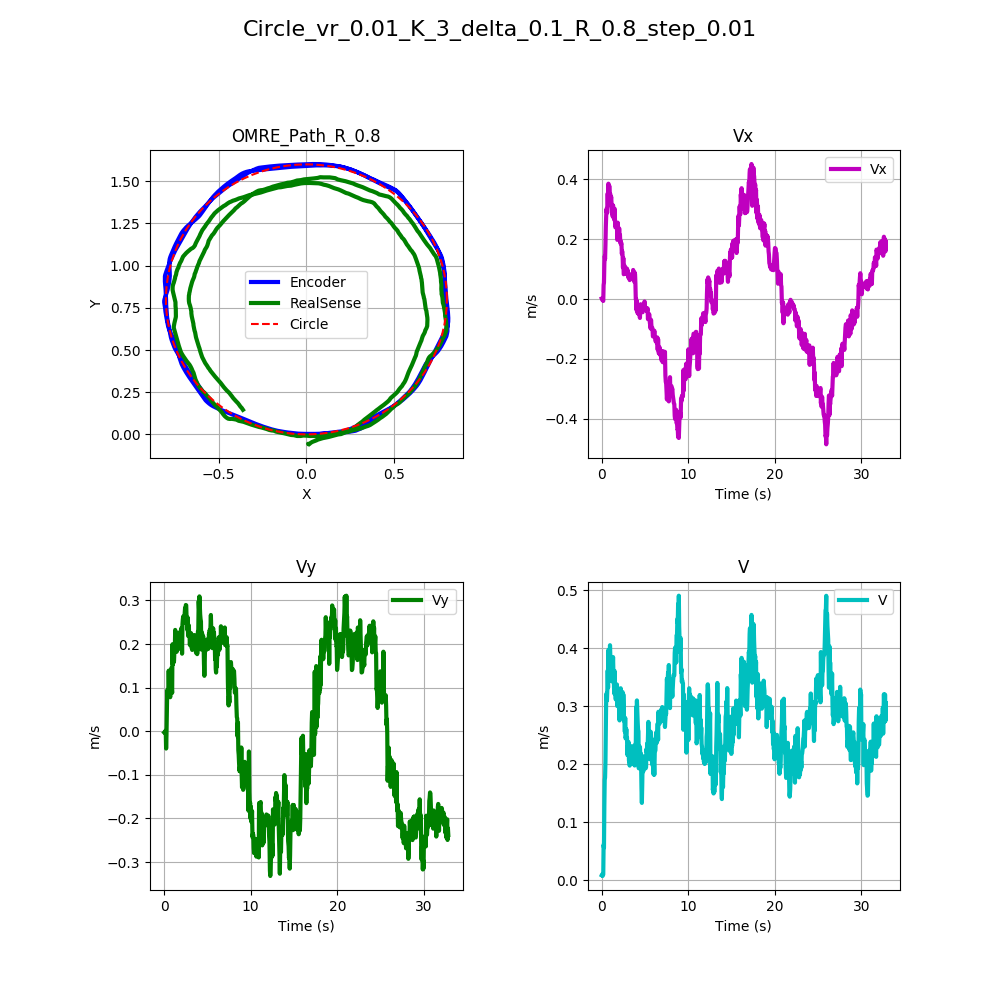 Circle_vr_0.01_K_3_delta_0.1_R_0.8_step_0.01
OMRE_Path_R_0.8
1.50
1.25
1.00
0.75
0.50
0.25
0.00
Y
Encoder
RealSense
Circle
−0.5
0.0
0.5
X
Vx
0.4
0.2
0.0
−0.2
−0.4
m/s
Vx
0
10
20
30
Time (s)
Vy
0.3
0.2
0.1
0.0
−0.1
−0.2
−0.3
m/s
Vy
0
10
20
30
Time (s)
V
0.5
0.4
0.3
0.2
0.1
0.0
m/s
V
0
10
20
30
Time (s)